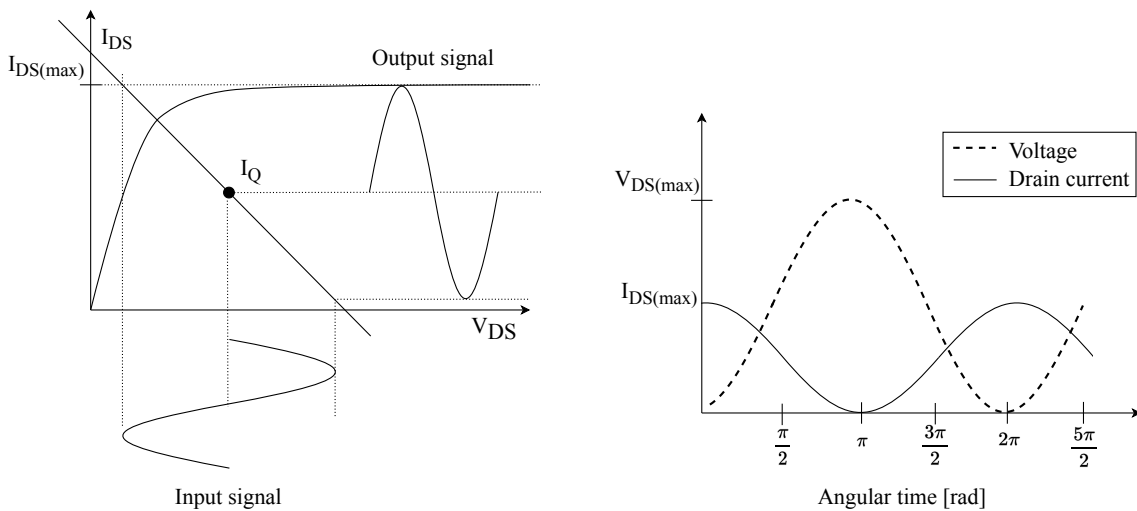 I_DS
I_DS(max)
Output signal
I_Q
V_DS
Input signal
Voltage
Drain current
V_DS(max)
I_DS(max)
π/2
π
3π/2
2π
5π/2
Angular time [rad]